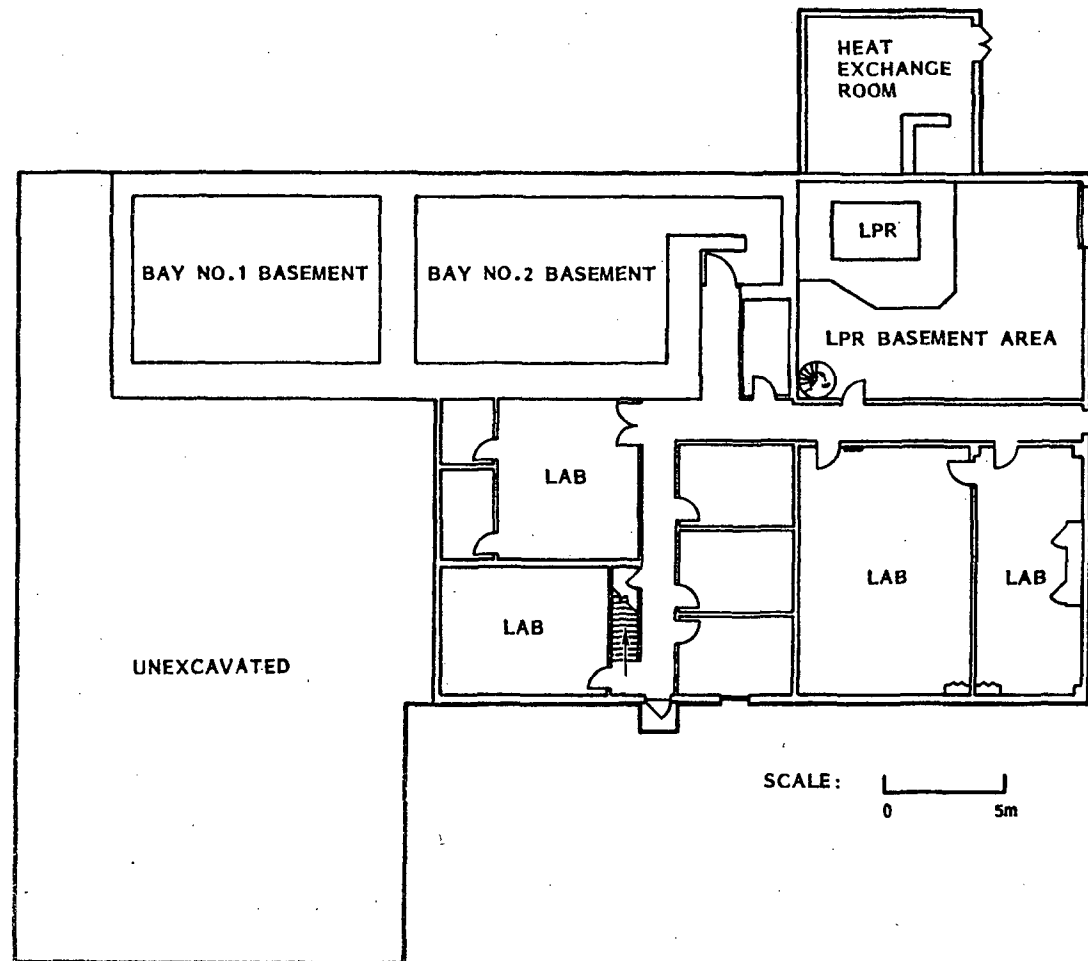 HEAT
EXCHANGE
ROOM
LPR
BAY NO.1 BASEMENT
BAY NO.2 BASEMENT
LPR BASEMENT AREA
LAB
LAB
LAB
LAB
UNEXCAVATED
SCALE:
0 5m